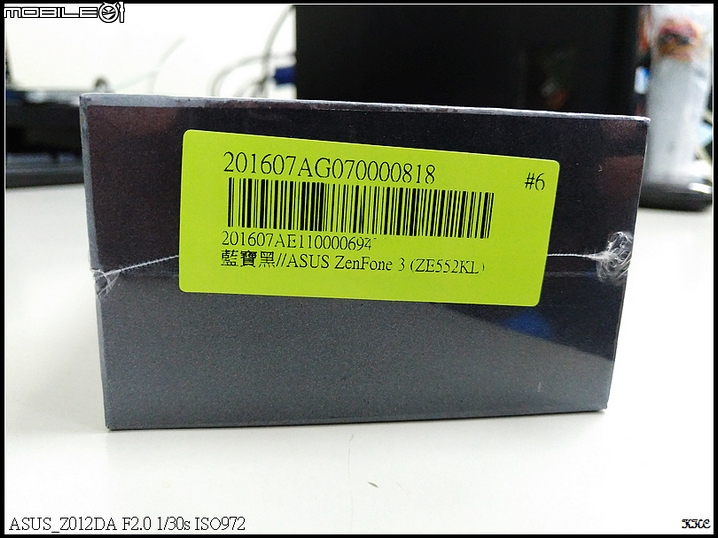 MOBILE01
201607AG070000818
#6
201607AE110000694
藍寶黑//ASUS ZenFone 3 (ZE552KL)
ASUS_Z012DA F2.0 1/30s ISO972